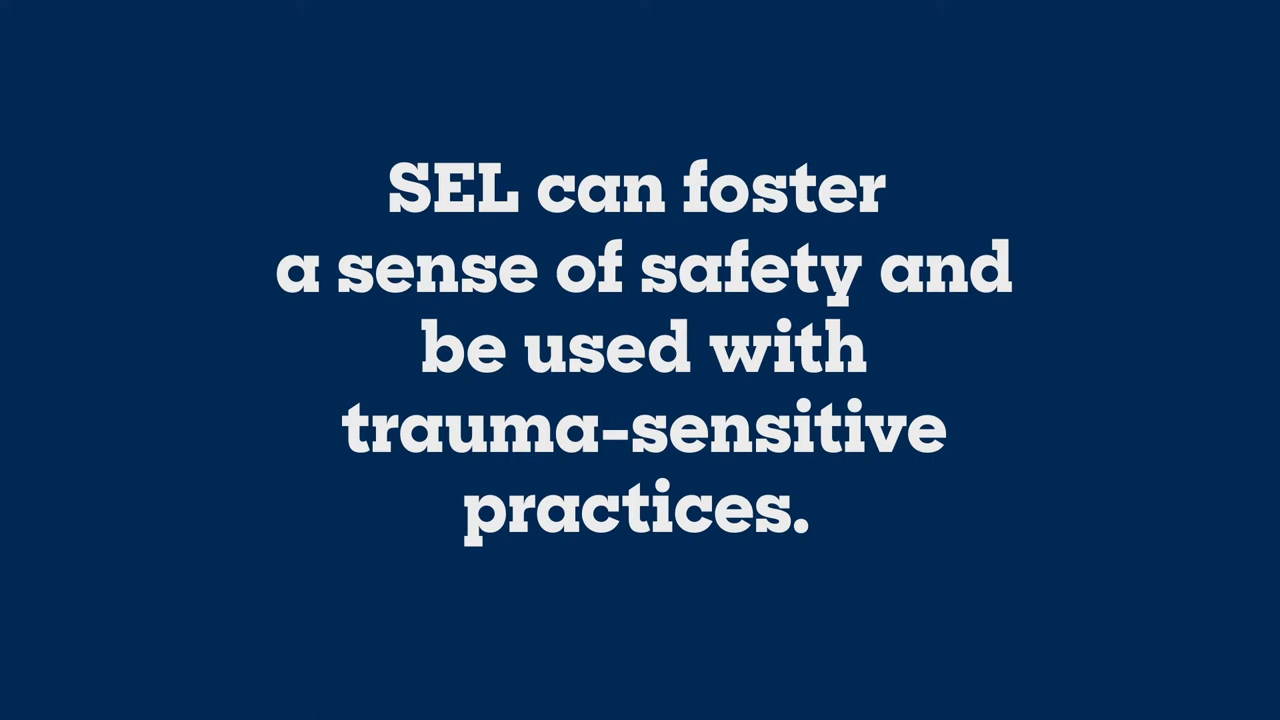 SEL can foster
a sense of safety and
be used with
trauma-sensitive
practices.